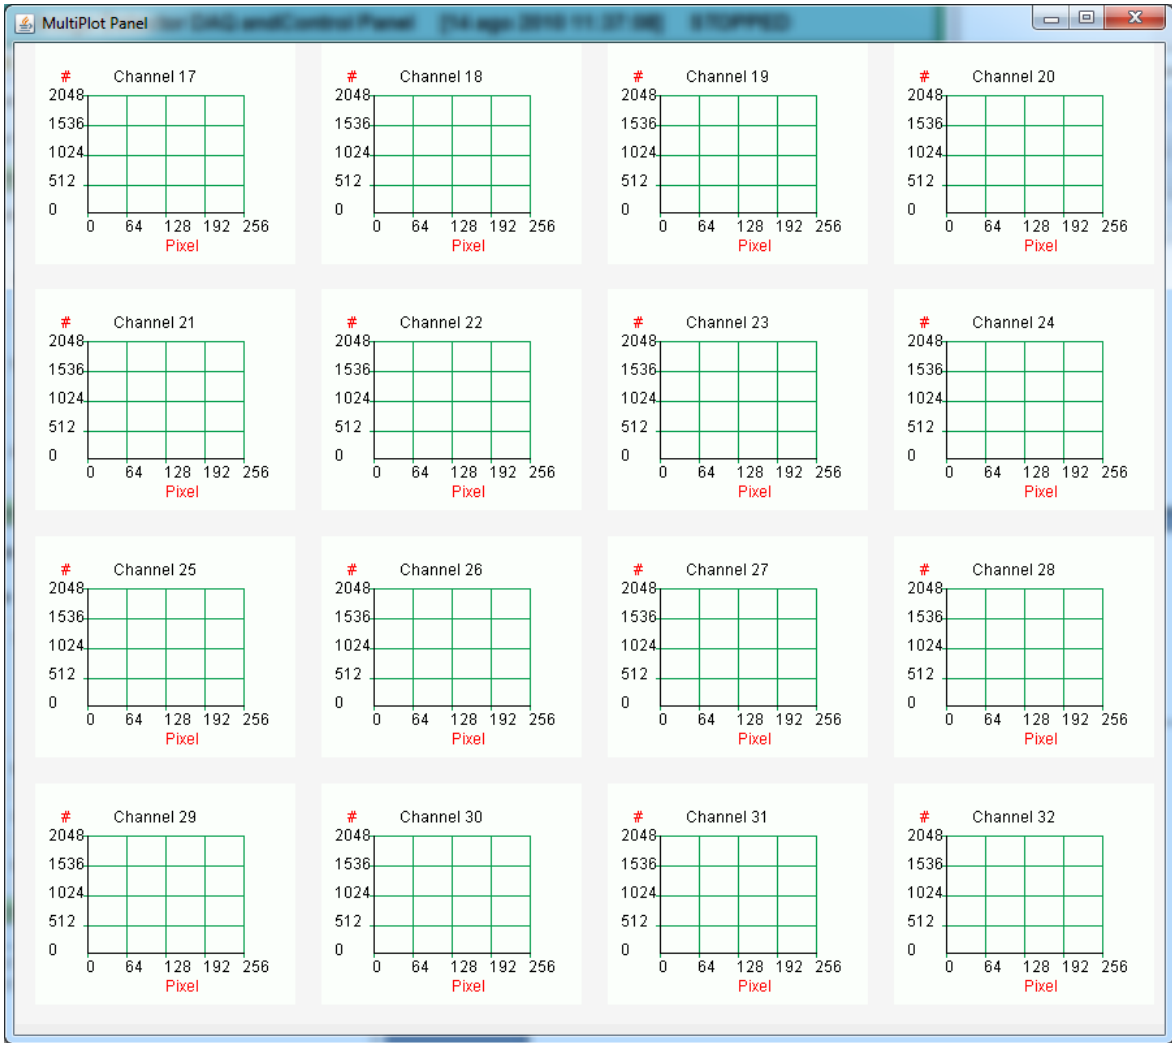 MultiPlot Panel tor DAQ andControl Panel [14 ago 2010 11:37:08] STOPPED
# Channel 17 # Channel 18 # Channel 19 # Channel 20
2048 2048 2048 2048
1536 1536 1536 1536
1024 1024 1024 1024
512 512 512 512
0 0 0 0
0 64 128 192 256 0 64 128 192 256 0 64 128 192 256 0 64 128 192 256
Pixel Pixel Pixel Pixel
# Channel 21 # Channel 22 # Channel 23 # Channel 24
2048 2048 2048 2048
1536 1536 1536 1536
1024 1024 1024 1024
512 512 512 512
0 0 0 0
0 64 128 192 256 0 64 128 192 256 0 64 128 192 256 0 64 128 192 256
Pixel Pixel Pixel Pixel
# Channel 25 # Channel 26 # Channel 27 # Channel 28
2048 2048 2048 2048
1536 1536 1536 1536
1024 1024 1024 1024
512 512 512 512
0 0 0 0
0 64 128 192 256 0 64 128 192 256 0 64 128 192 256 0 64 128 192 256
Pixel Pixel Pixel Pixel
# Channel 29 # Channel 30 # Channel 31 # Channel 32
2048 2048 2048 2048
1536 1536 1536 1536
1024 1024 1024 1024
512 512 512 512
0 0 0 0
0 64 128 192 256 0 64 128 192 256 0 64 128 192 256 0 64 128 192 256
Pixel Pixel Pixel Pixel